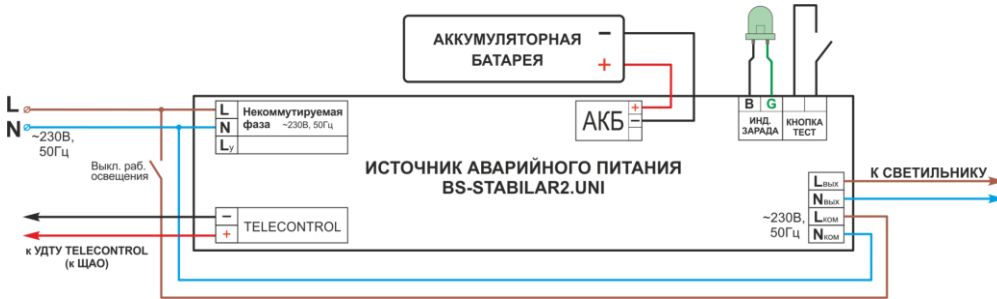 АККУМУЛЯТОРНАЯ
БАТАРЕЯ
−
+
L
N
~230В,
50Гц
Выкл. раб.
освещения
L
N
Lу
Некоммутируемая
фаза ~230В, 50Гц
АКБ
+
−
B G
ИНД.
ЗАРАДА
КНОПКА
ТЕСТ
ИСТОЧНИК АВАРИЙНОГО ПИТАНИЯ
BS-STABILAR2.UNI
К СВЕТИЛЬНИКУ
Lвых
Nвых
Lком
Nком
~230В,
50Гц
−
+
TELECONTROL
к УДТУ TELECONTROL
(к ЩАО)